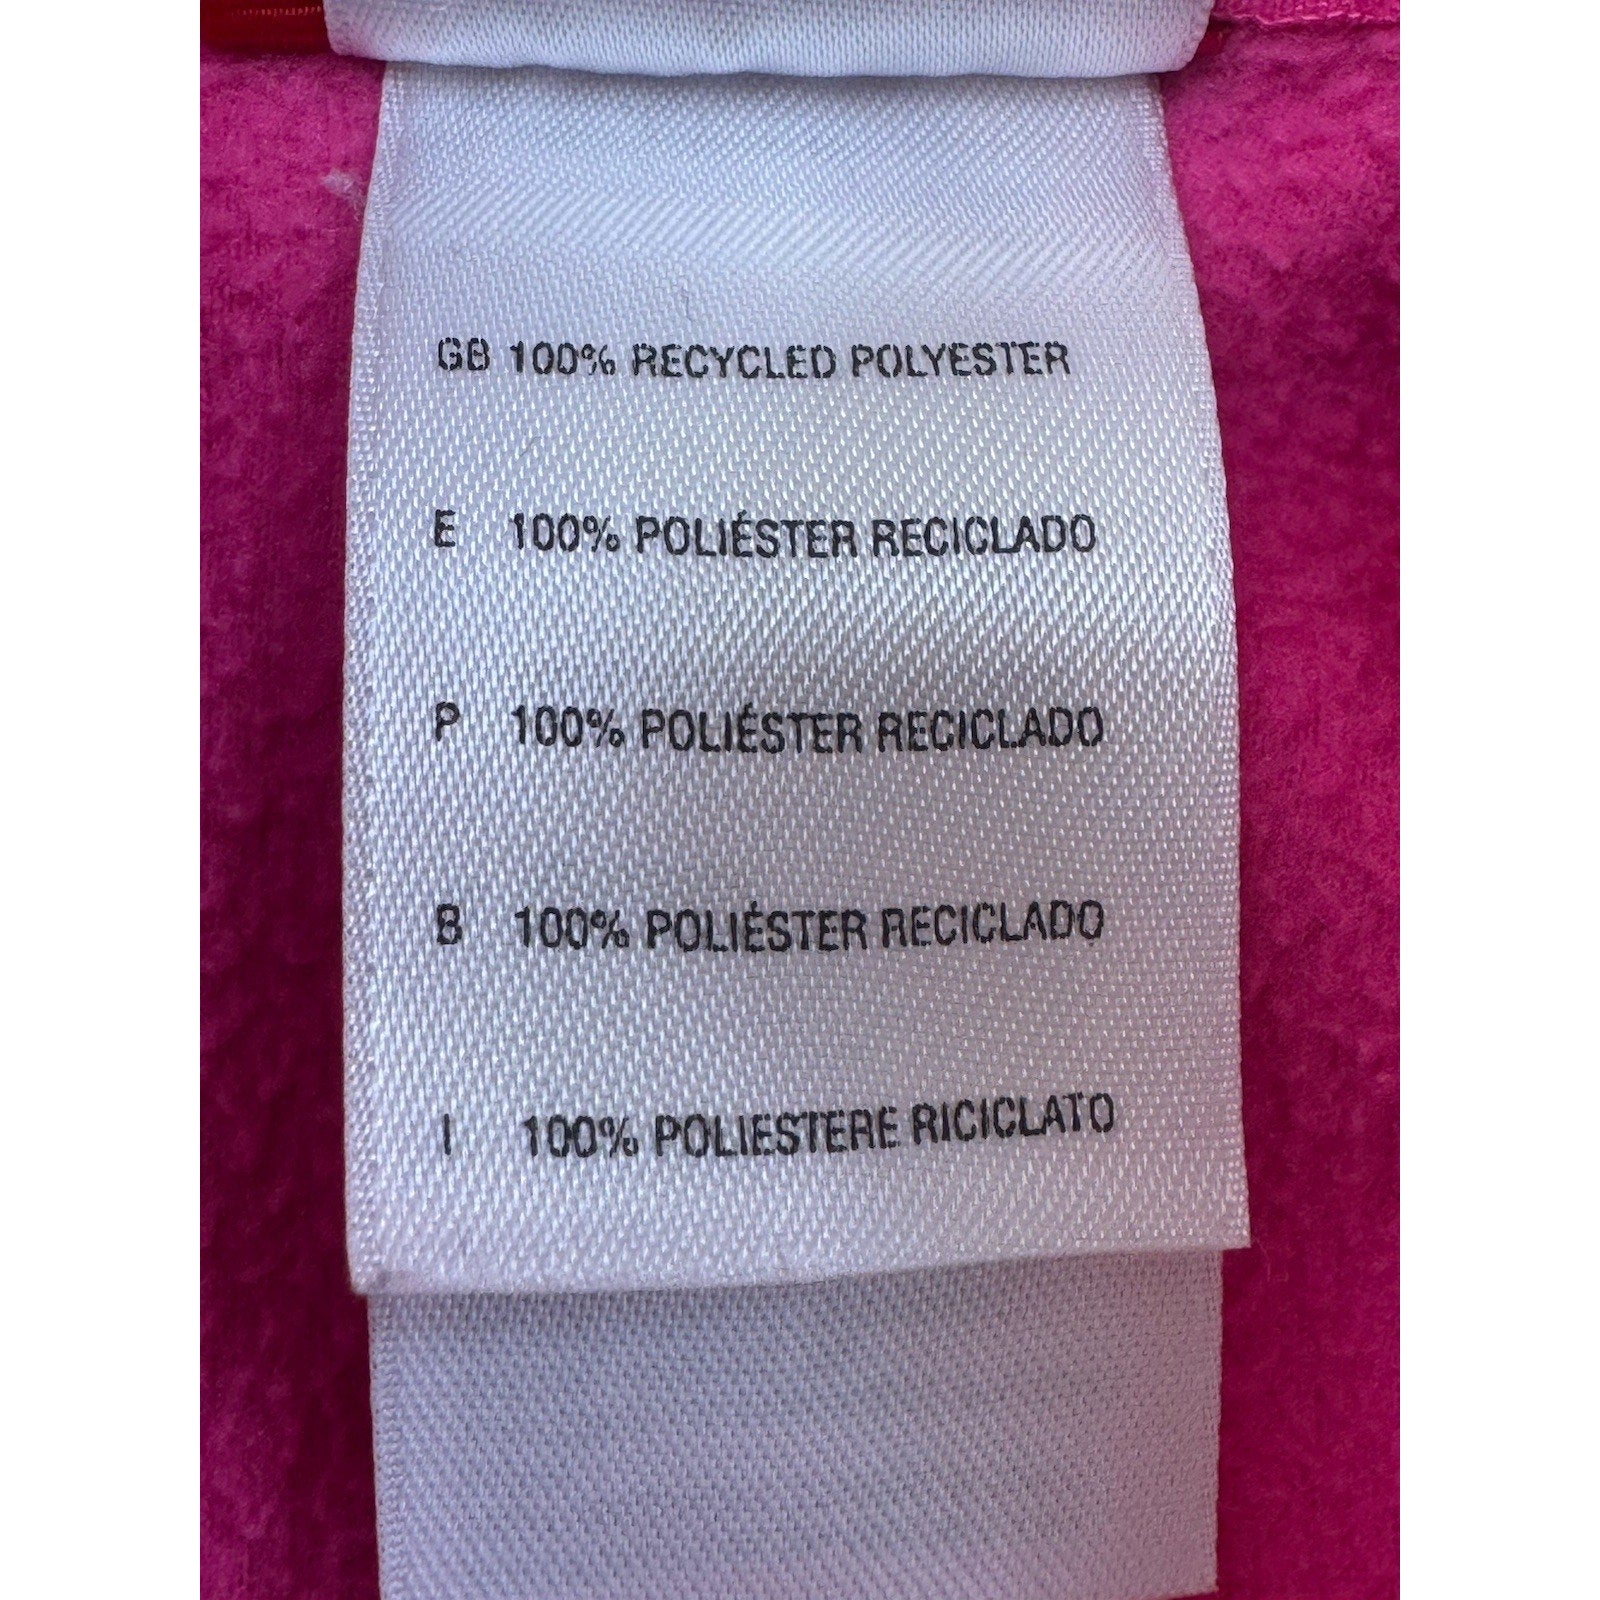 GB 100% RECYCLED POLYESTER
E 100% POLIÉSTER RECICLADO
P 100% POLIÉSTER RECICLADO
B 100% POLIÉSTER RECICLADO
I 100% POLIESTERE RICICLATO